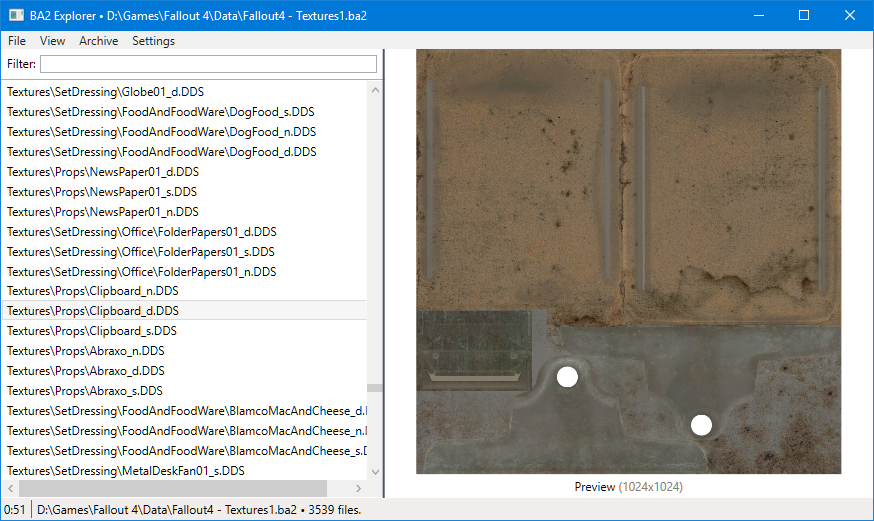 BA2 Explorer • D:\Games\Fallout 4\Data\Fallout4 - Textures1.ba2
File View Archive Settings
Filter:
Textures\SetDressing\Globe01_d.DDS
Textures\SetDressing\FoodAndFoodWare\DogFood_s.DDS
Textures\SetDressing\FoodAndFoodWare\DogFood_n.DDS
Textures\SetDressing\FoodAndFoodWare\DogFood_d.DDS
Textures\Props\NewsPaper01_d.DDS
Textures\Props\NewsPaper01_s.DDS
Textures\Props\NewsPaper01_n.DDS
Textures\SetDressing\Office\FolderPapers01_d.DDS
Textures\SetDressing\Office\FolderPapers01_s.DDS
Textures\SetDressing\Office\FolderPapers01_n.DDS
Textures\Props\Clipboard_n.DDS
Textures\Props\Clipboard_d.DDS
Textures\Props\Clipboard_s.DDS
Textures\Props\Abraxo_n.DDS
Textures\Props\Abraxo_d.DDS
Textures\Props\Abraxo_s.DDS
Textures\SetDressing\FoodAndFoodWare\BlamcoMacAndCheese_d.I
Textures\SetDressing\FoodAndFoodWare\BlamcoMacAndCheese_n.I
Textures\SetDressing\FoodAndFoodWare\BlamcoMacAndCheese_s.I
Textures\SetDressing\MetalDeskFan01_s.DDS
Preview (1024x1024)
0:51 D:\Games\Fallout 4\Data\Fallout4 - Textures1.ba2 • 3539 files.